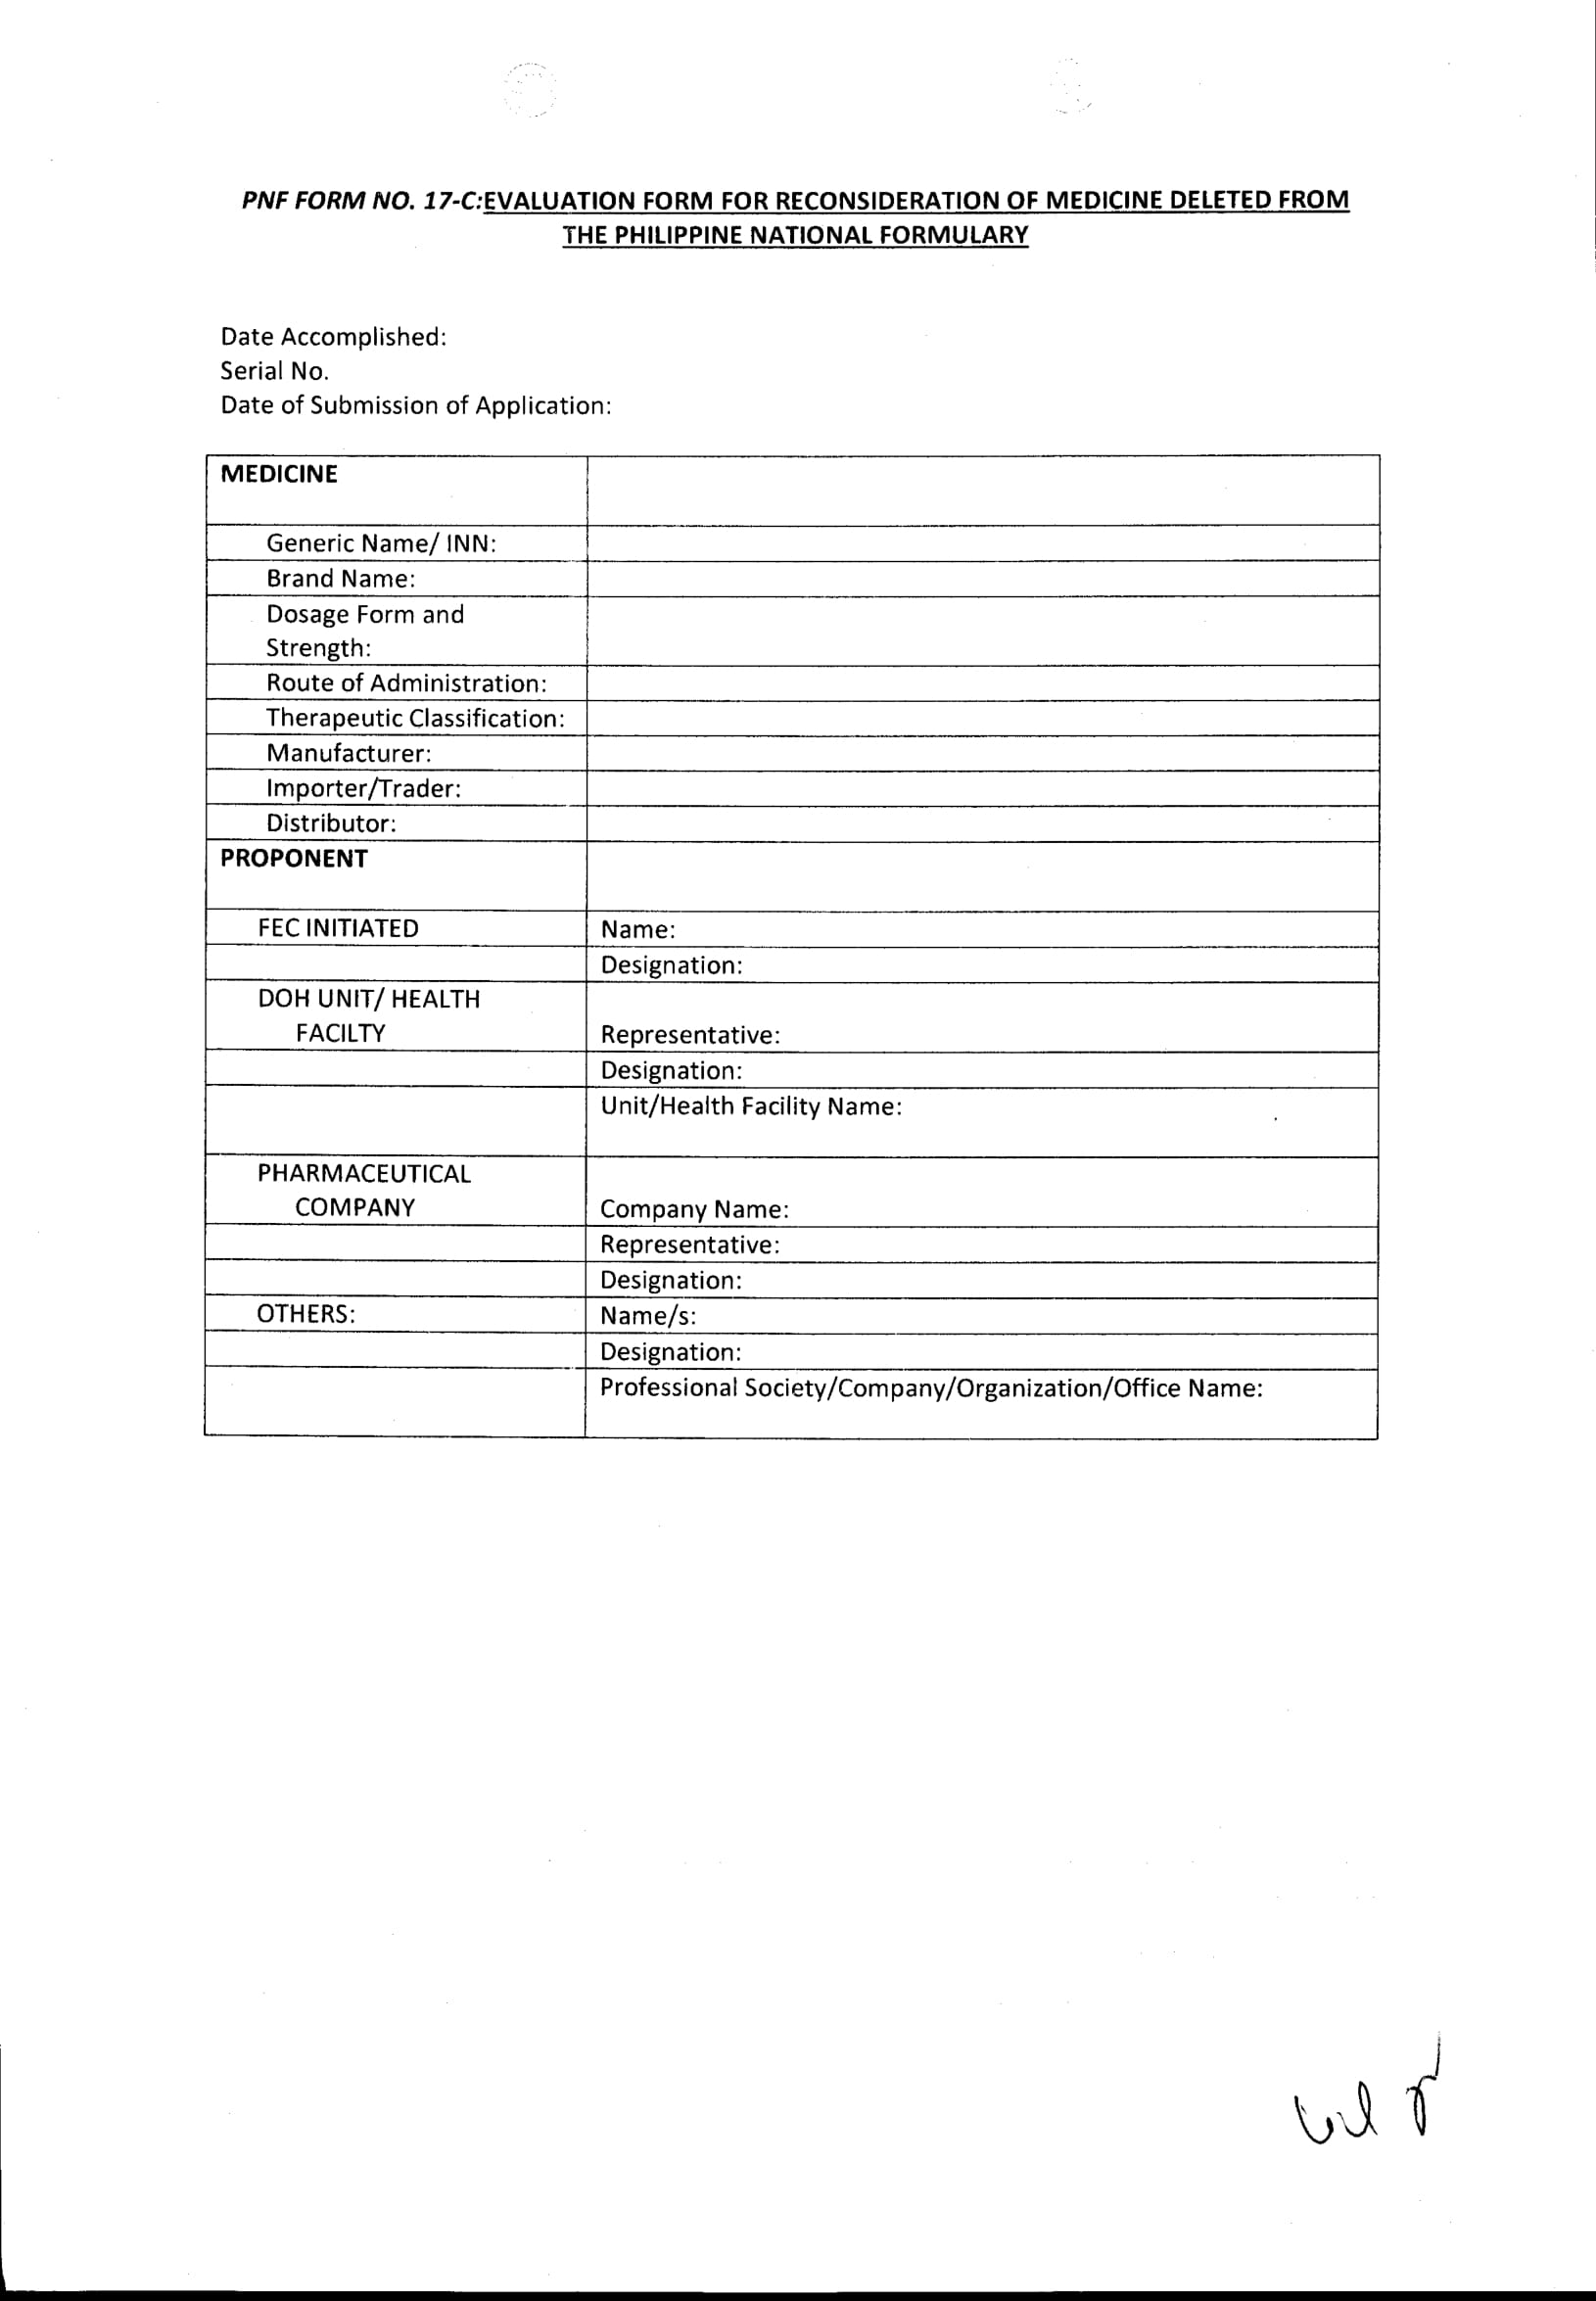 PNF FORM NO. 17-C:EVALUATION FORM FOR RECONSIDERATION OF MEDICINE DELETED FROM
THE PHILIPPINE NATIONAL FORMULARY
Date Accomplished:
Serial No.
Date of Submission of Application:
MEDICINE
Generic Name/ INN:
Brand Name:
Dosage Form and
Strength:
Route of Administration:
Therapeutic Classification:
Manufacturer:
Importer/Trader:
Distributor:
PROPONENT
FEC INITIATED Name:
Designation:
DOH UNIT/ HEALTH
FACILTY Representative:
Designation:
Unit/Health Facility Name:
PHARMACEUTICAL
COMPANY Company Name:
Representative:
Designation:
OTHERS: Name/s:
Designation:
Professional Society/Company/Organization/Office Name: